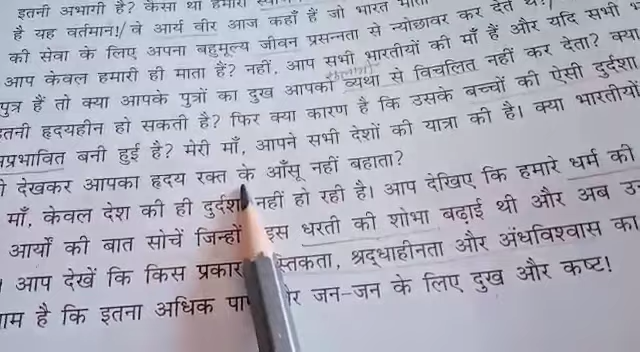 इतनी अभागी है? कैसा था हमारा
है यह वर्तमान!/ वे आर्य वीर आज कहाँ हैं जो भारत माता
की सेवा के लिए अपना बहुमूल्य जीवन प्रसन्नता से न्योछावर कर देते थे?
आप केवल हमारी ही माता हैं? नहीं, आप सभी भारतीयों की माँ हैं और यदि सभी
पुत्र हैं तो क्या आपके पुत्रों का दुख आपको व्यथा से विचलित नहीं कर देता? क्या
इतनी हृदयहीन हो सकती है? फिर क्या कारण है कि उसके बच्चों की ऐसी दुर्दशा
अप्रभावित बनी हुई है? मेरी माँ, आपने सभी देशों की यात्रा की है। क्या भारतीयों
देखकर आपका हृदय रक्त के आँसू नहीं बहाता?
माँ, केवल देश की ही दुर्दशा नहीं हो रही है। आप देखिए कि हमारे धर्म की
आर्यों की बात सोचें जिन्हों इस धरती की शोभा बढ़ाई थी और अब
आप देखें कि किस प्रकार स्तिकता, श्रद्धाहीनता और अंधविश्वास का
है कि इतना अधिक पा जन-जन के लिए दुख और कष्ट!